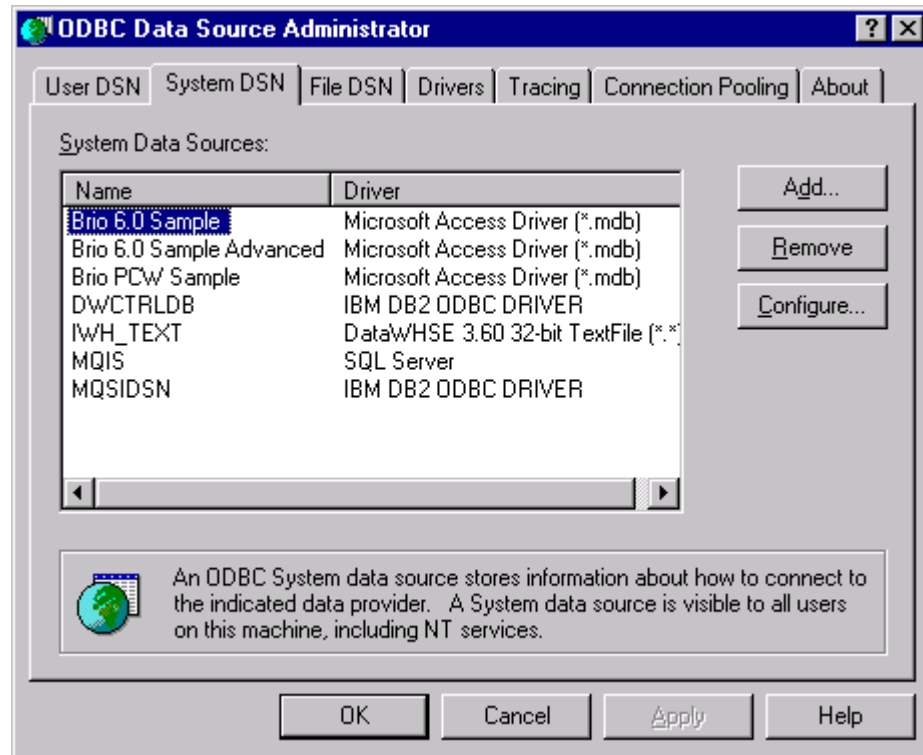 ODBC Data Source Administrator
User DSN System DSN File DSN Drivers Tracing Connection Pooling About
System Data Sources:
Name Driver
Brio 6.0 Sample Microsoft Access Driver (*.mdb)
Brio 6.0 Sample Advanced Microsoft Access Driver (*.mdb)
Brio PCW Sample Microsoft Access Driver (*.mdb)
DWCTRLDB IBM DB2 ODBC DRIVER
IWH_TEXT DataWHSE 3.60 32-bit TextFile (*.*)
MQIS SQL Server
MQSIDSN IBM DB2 ODBC DRIVER
Add...
Remove
Configure...
An ODBC System data source stores information about how to connect to
the indicated data provider. A System data source is visible to all users
on this machine, including NT services.
OK Cancel Apply Help